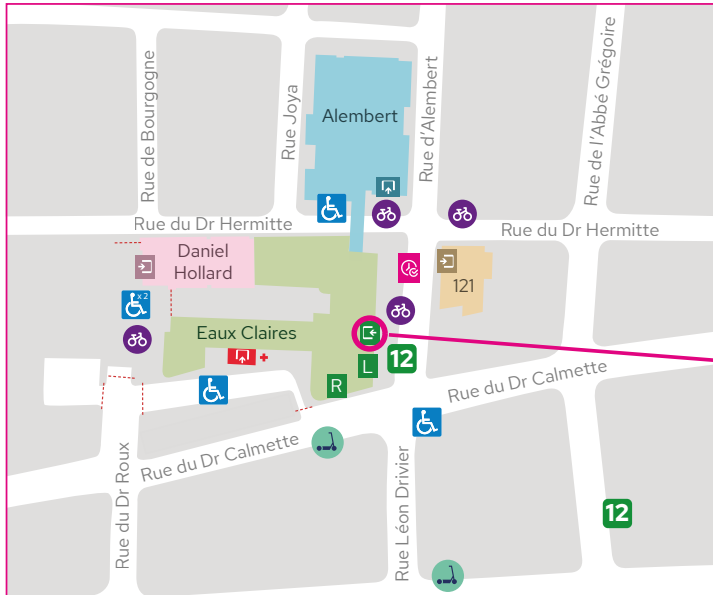 Rue de Bourgogne
Rue Joya
Alembert
Rue d'Alembert
Rue de l'Abbé Grégoire
Rue du Dr Hermitte
Rue du Dr Hermitte
Daniel
Hollard
121
x 2
Eaux Claires
12
L
R
Rue du Dr Calmette
Rue du Dr Calmette
Rue du Dr Roux
Rue Léon Drivier
12